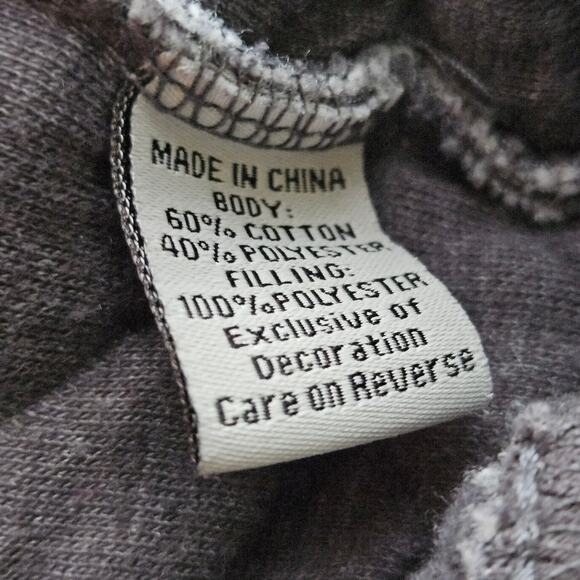 MADE IN CHINA
BODY:
60% COTTON
40% POLYESTER
FILLING:
100% POLYESTER
Exclusive of
Decoration
Care on Reverse